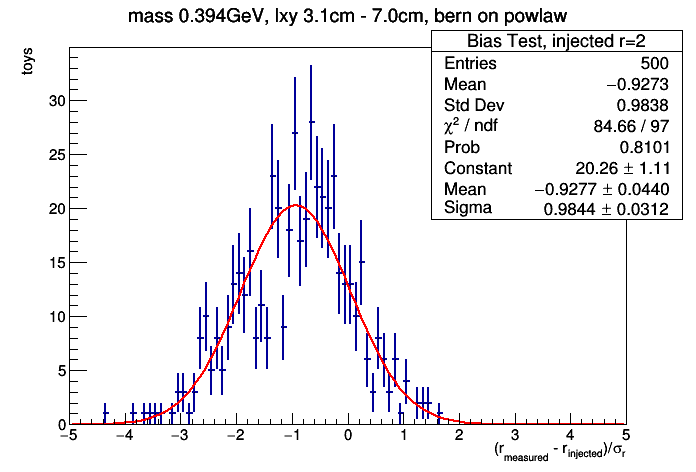 mass 0.394GeV, lxy 3.1cm - 7.0cm, bern on powlaw
toys
Bias Test, injected r=2
Entries 500
Mean −0.9273
Std Dev 0.9838
χ² / ndf 84.66 / 97
Prob 0.8101
Constant 20.26 ± 1.11
Mean −0.9277 ± 0.0440
Sigma 0.9844 ± 0.0312
30
25
20
15
10
5
0
−5 −4 −3 −2 −1 0 1 2 3 4 5
(r_measured - r_injected)/σ_r